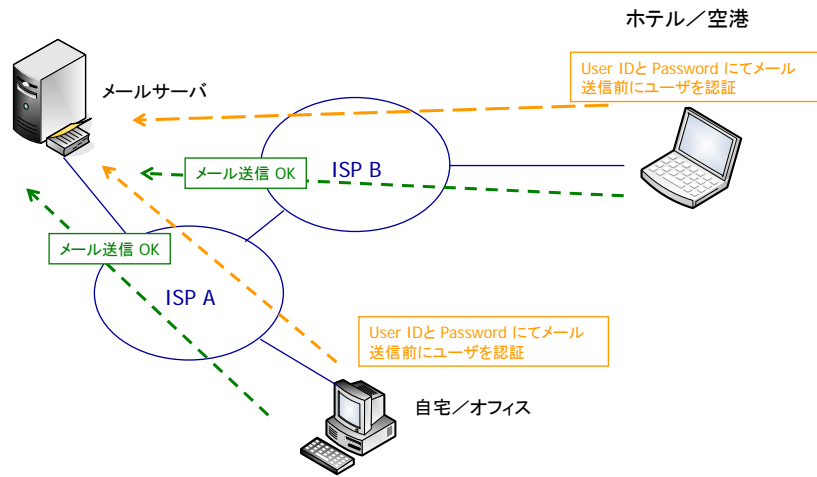 ホテル／空港
User IDと Password にてメール
送信前にユーザを認証
メールサーバ
メール送信 OK
ISP B
メール送信 OK
ISP A
User IDと Password にてメール
送信前にユーザを認証
自宅／オフィス